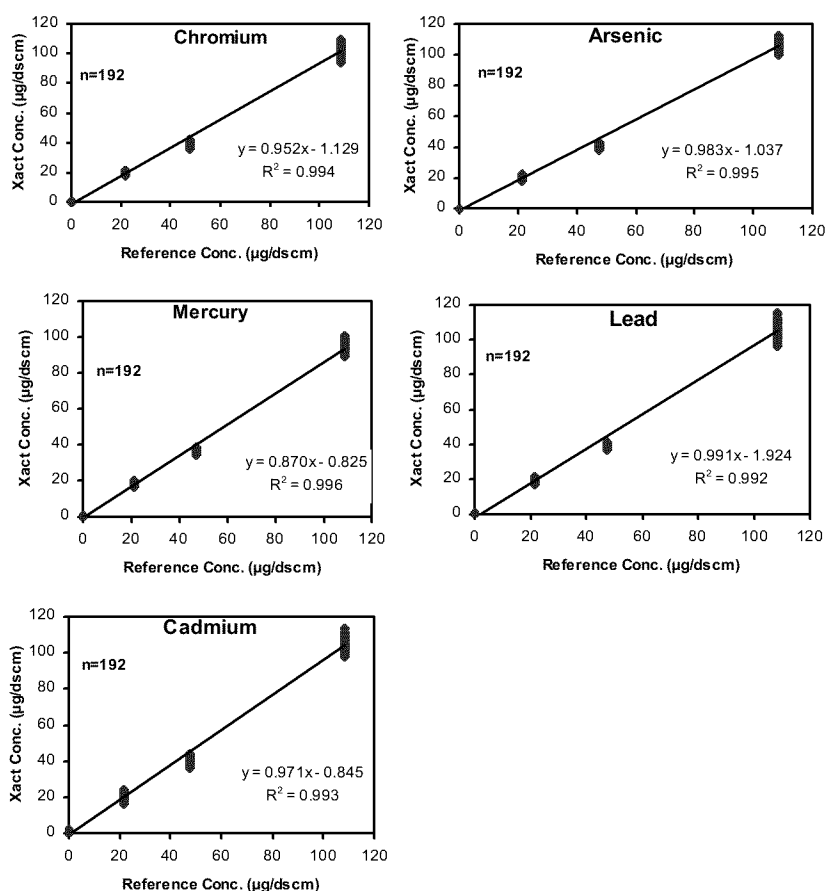 Chromium
n=192
y = 0.952x - 1.129
R² = 0.994
Xact Conc. (µg/dscm)
120
100
80
60
40
20
0
0 20 40 60 80 100 120
Reference Conc. (µg/dscm)
Arsenic
n=192
y = 0.983x - 1.037
R² = 0.995
Xact Conc. (µg/dscm)
120
100
80
60
40
20
0
0 20 40 60 80 100 120
Reference Conc. (µg/dscm)
Mercury
n=192
y = 0.870x - 0.825
R² = 0.996
Xact Conc. (µg/dscm)
120
100
80
60
40
20
0
0 20 40 60 80 100 120
Reference Conc. (µg/dscm)
Lead
n=192
y = 0.991x - 1.924
R² = 0.992
Xact Conc. (µg/dscm)
120
100
80
60
40
20
0
0 20 40 60 80 100 120
Reference Conc. (µg/dscm)
Cadmium
n=192
y = 0.971x - 0.845
R² = 0.993
Xact Conc. (µg/dscm)
120
100
80
60
40
20
0
0 20 40 60 80 100 120
Reference Conc. (µg/dscm)